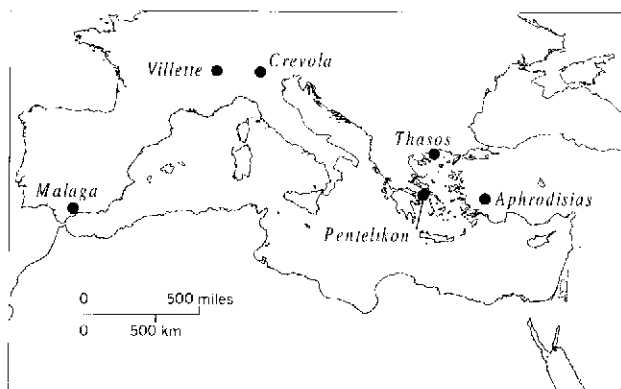 Villette
Crevola
Thasos
Malaga
Aphrodisias
Pentelikon
0 500 miles
0 500 km